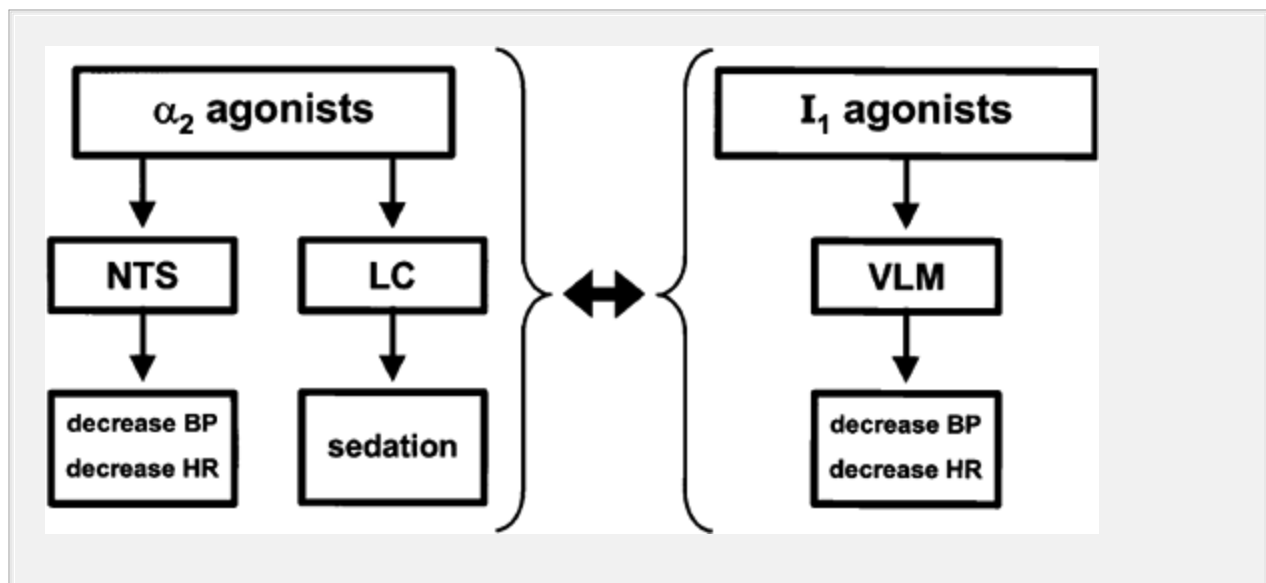 α₂ agonists
I₁ agonists
NTS
LC
VLM
decrease BP
decrease HR
sedation
decrease BP
decrease HR